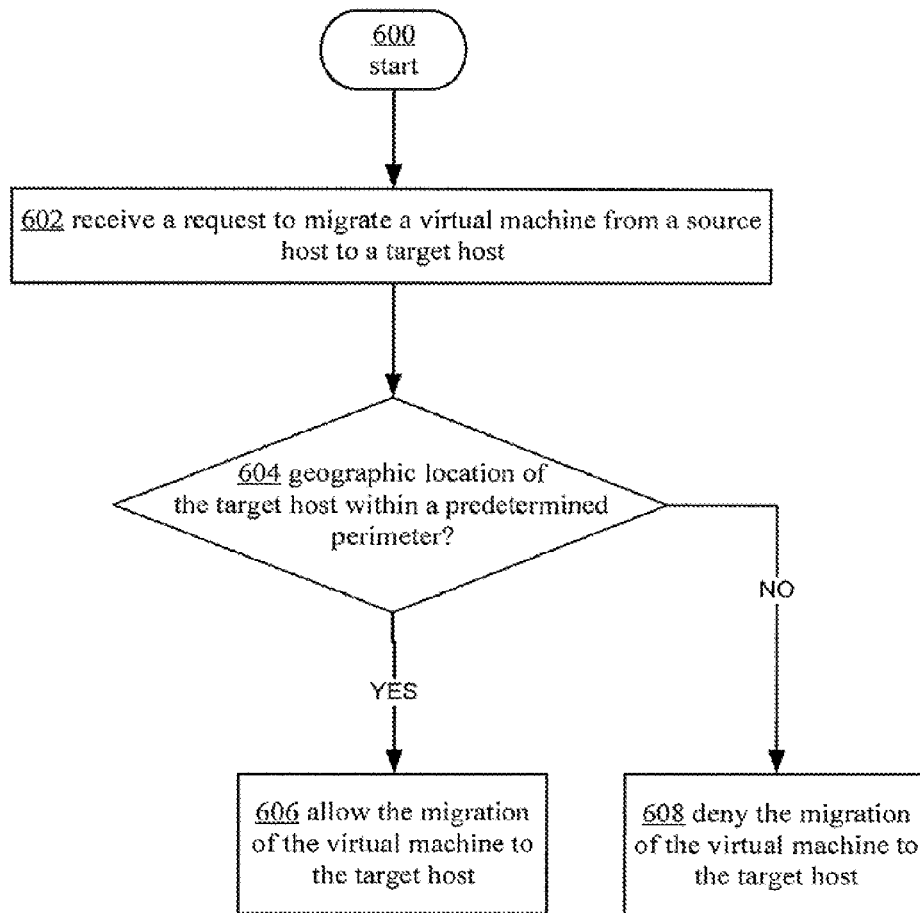 600
start
602 receive a request to migrate a virtual machine from a source
host to a target host
604 geographic location of
the target host within a predetermined
perimeter?
NO
YES
606 allow the migration
of the virtual machine to
the target host
608 deny the migration
of the virtual machine to
the target host